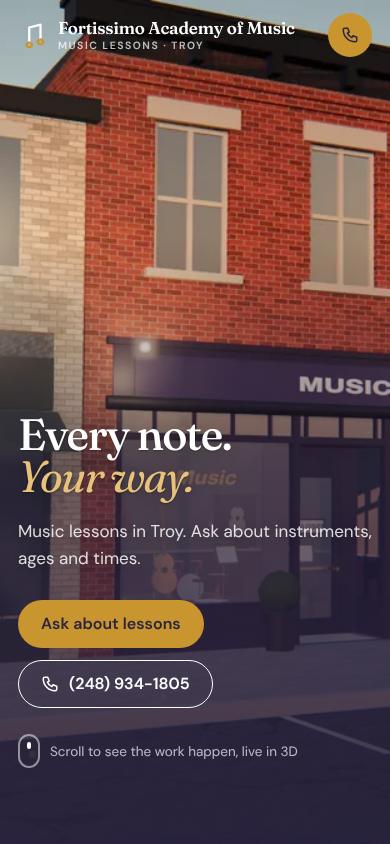 Fortissimo Academy of Music
MUSIC LESSONS · TROY
MUSIC
Every note.
Your way.
Music
Music lessons in Troy. Ask about instruments,
ages and times.
Ask about lessons
(248) 934-1805
Scroll to see the work happen, live in 3D